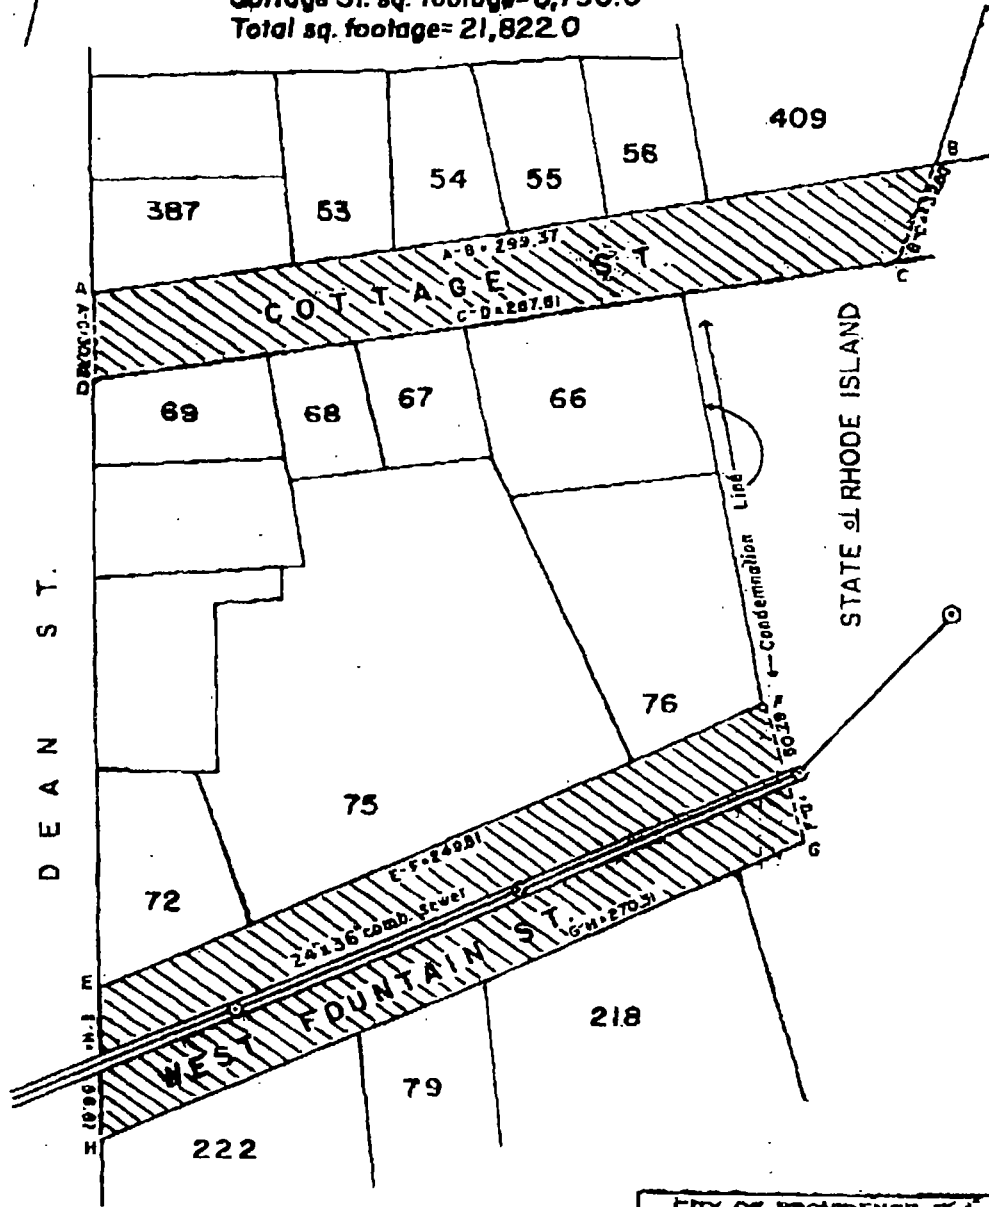 Total sq. footage= 21,822.0
409
B
56
55
54
53
387
A-B = 299.37
COTTAGE ST.
C-D=287.61
A
D
C
69
68
67
66
Line
Condemnation
STATE of RHODE ISLAND
DEAN ST.
76
75
72
E-F=249.81
24"x36" comb. sewer
WEST FOUNTAIN ST.
G-H=270.31
F
G
E
H
218
79
222